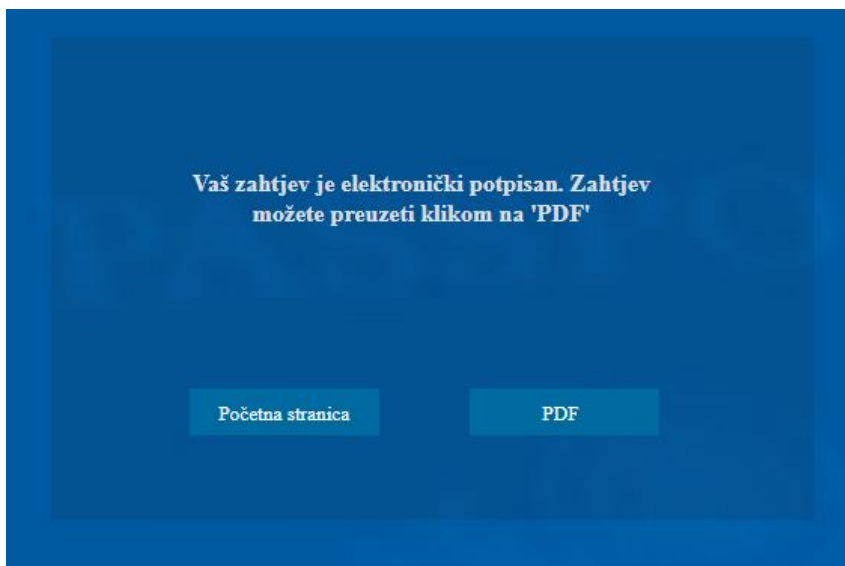 Vaš zahtjev je elektronički potpisan. Zahtjev
možete preuzeti klikom na 'PDF'
Početna stranica
PDF